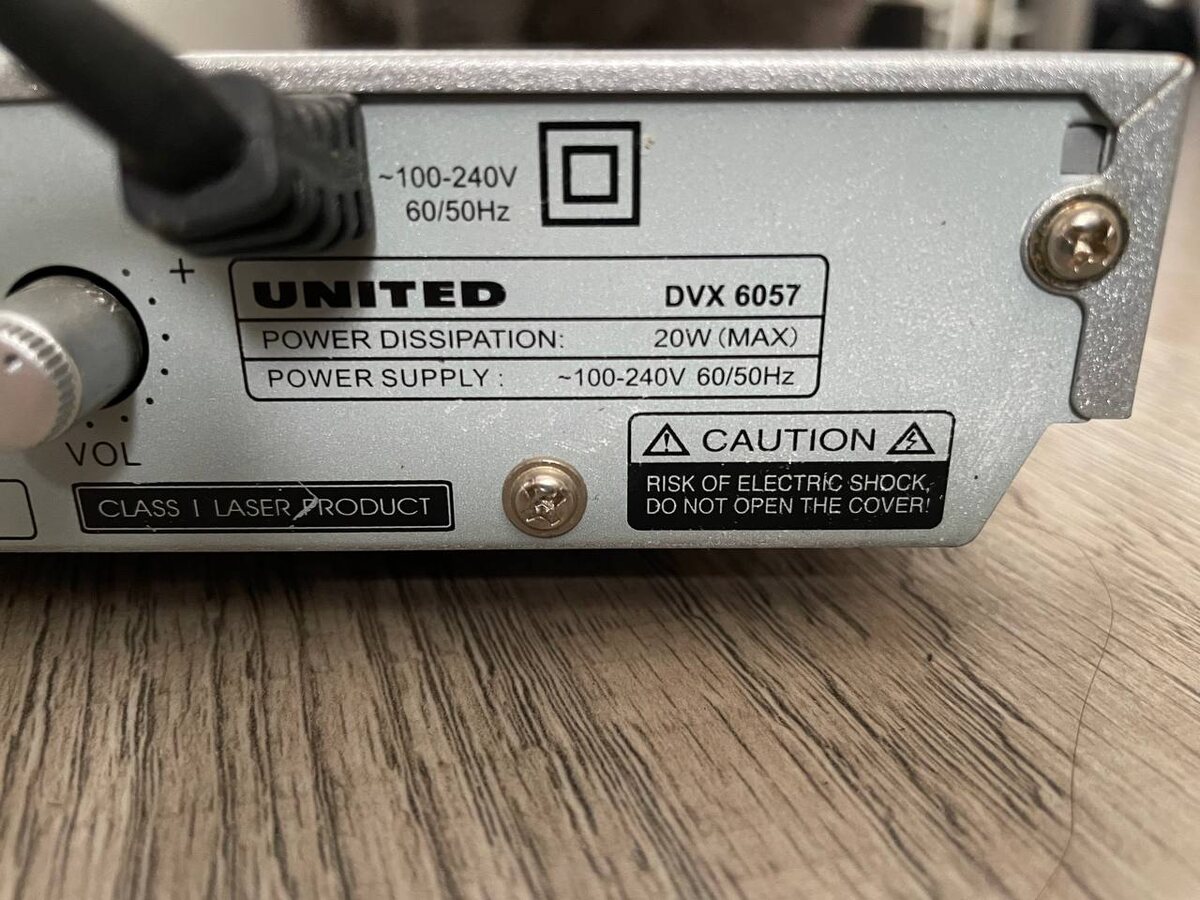 ~100-240V
60/50Hz
+
UNITED DVX 6057
POWER DISSIPATION: 20W (MAX)
POWER SUPPLY : ~100-240V 60/50Hz
VOL
CAUTION
RISK OF ELECTRIC SHOCK,
DO NOT OPEN THE COVER!
CLASS I LASER PRODUCT